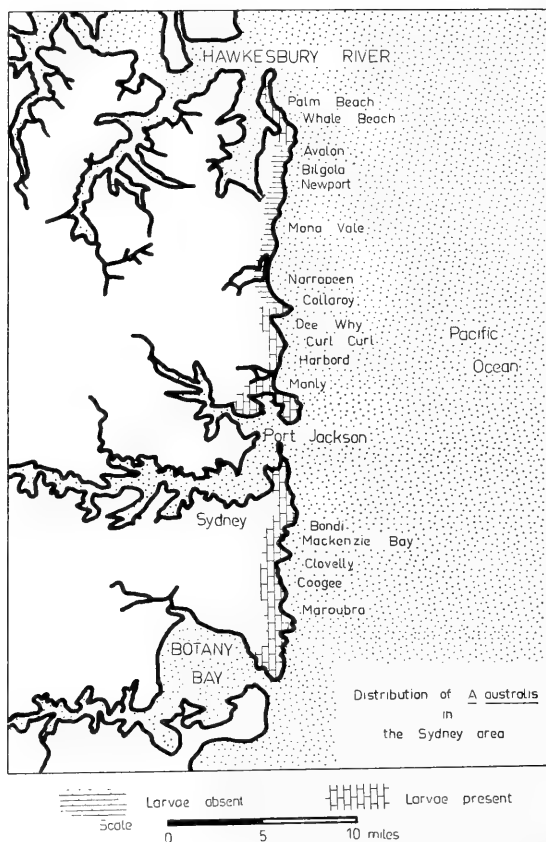 HAWKESBURY RIVER
Palm Beach
Whale Beach
Avalon
Bilgola
Newport
Mona Vale
Narrabeen
Collaroy
Dee Why
Curl Curl
Harbord
Manly
Pacific
Ocean
Port Jackson
Sydney
Bondi
Mackenzie Bay
Clovelly
Coogee
Maroubra
BOTANY
BAY
Distribution of A australis
in
the Sydney area
Larvae absent
Larvae present
Scale
0 5 10 miles